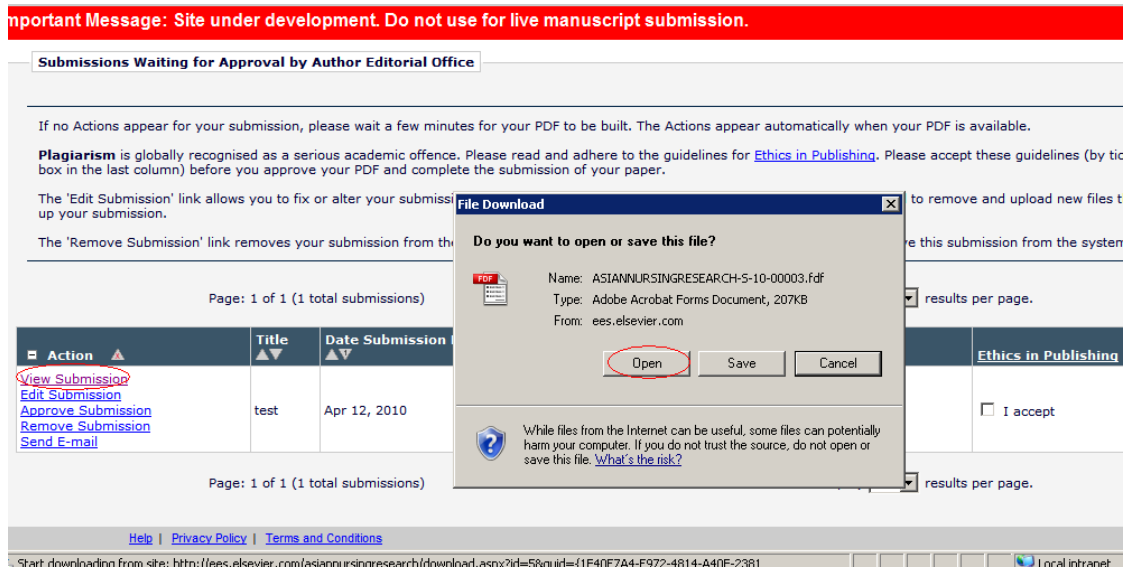 mportant Message: Site under development. Do not use for live manuscript submission.
Submissions Waiting for Approval by Author Editorial Office
If no Actions appear for your submission, please wait a few minutes for your PDF to be built. The Actions appear automatically when your PDF is available.
Plagiarism is globally recognised as a serious academic offence. Please read and adhere to the guidelines for Ethics in Publishing. Please accept these guidelines (by tic
box in the last column) before you approve your PDF and complete the submission of your paper.
The 'Edit Submission' link allows you to fix or alter your submissi to remove and upload new files t
up your submission.
The 'Remove Submission' link removes your submission from th e this submission from the system
File Download
Do you want to open or save this file?
FDF
Name: ASIANNURSINGRESEARCH-S-10-00003.fdf
Type: Adobe Acrobat Forms Document, 207KB
From: ees.elsevier.com
Open Save Cancel
While files from the Internet can be useful, some files can potentially
harm your computer. If you do not trust the source, do not open or
save this file. What's the risk?
Page: 1 of 1 (1 total submissions) results per page.
Action Title Date Submission Ethics in Publishing
View Submission
Edit Submission
Approve Submission test Apr 12, 2010 I accept
Remove Submission
Send E-mail
Page: 1 of 1 (1 total submissions) results per page.
Help | Privacy Policy | Terms and Conditions
Start downloading from site: http://ees.elsevier.com/asiannursingresearch/download.aspx?id=5&guid={1F40F7A4-F972-4814-A40F-2381 Local intranet